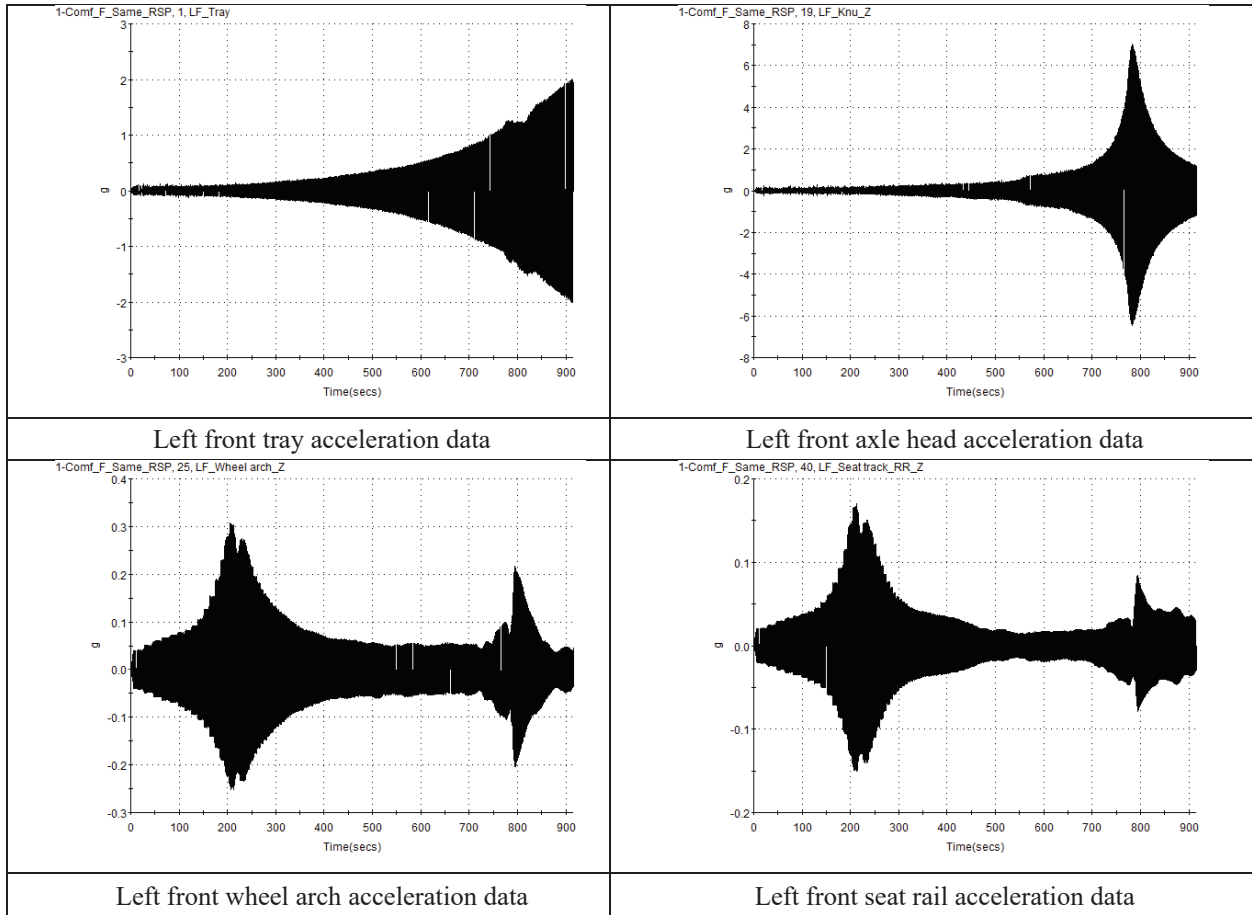 1-Comf_F_Same_RSP, 1, LF_Tray
3
2
1
0
-1
-2
-3
g
0 100 200 300 400 500 600 700 800 900
Time(secs)
1-Comf_F_Same_RSP, 19, LF_Knu_Z
8
6
4
2
0
-2
-4
-6
-8
g
0 100 200 300 400 500 600 700 800 900
Time(secs)
Left front tray acceleration data
Left front axle head acceleration data
1-Comf_F_Same_RSP, 25, LF_Wheel arch_Z
0.4
0.3
0.2
0.1
0.0
-0.1
-0.2
-0.3
g
0 100 200 300 400 500 600 700 800 900
Time(secs)
1-Comf_F_Same_RSP, 40, LF_Seat track_RR_Z
0.2
0.1
0.0
-0.1
-0.2
g
0 100 200 300 400 500 600 700 800 900
Time(secs)
Left front wheel arch acceleration data
Left front seat rail acceleration data